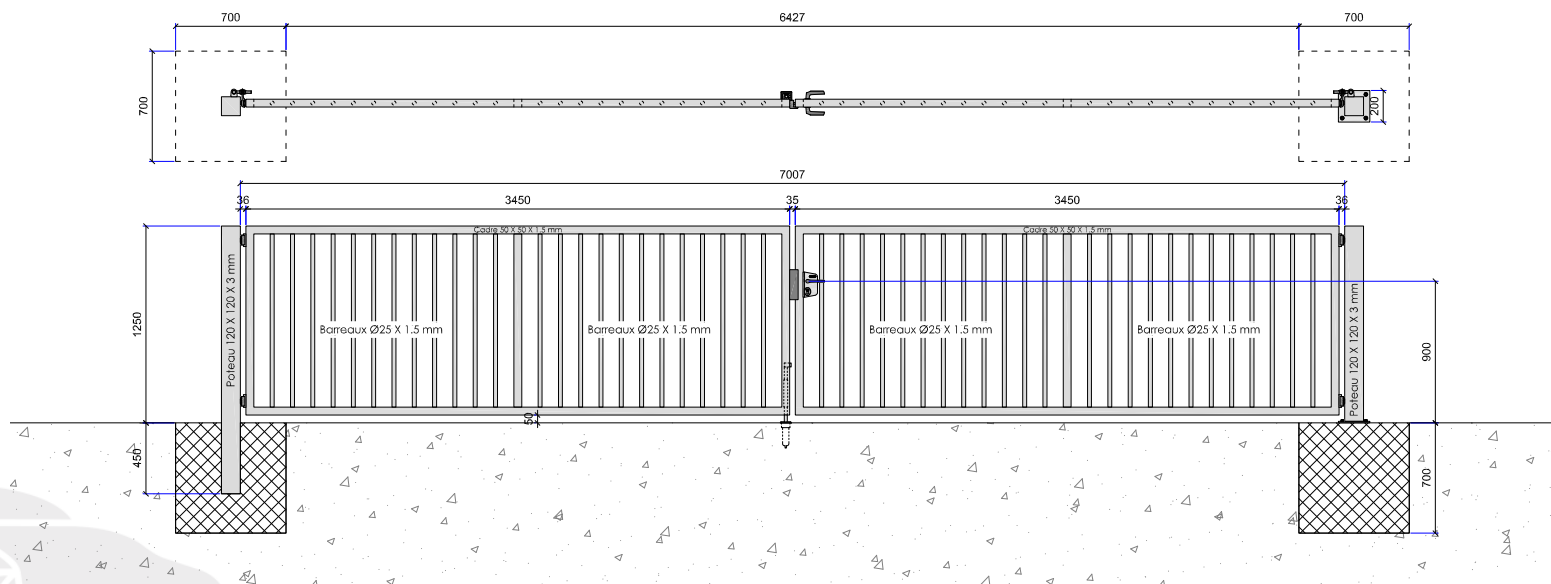 700
6427
700
700
200
7007
36
3450
35
3450
36
Cadre 50 X 50 X 1,5 mm
Cadre 50 X 50 X 1,5 mm
1250
Poteau 120 X 120 X 3 mm
Barreaux Ø25 X 1.5 mm
Barreaux Ø25 X 1.5 mm
Barreaux Ø25 X 1.5 mm
Barreaux Ø25 X 1.5 mm
Poteau 120 X 120 X 3 mm
900
50
450
700